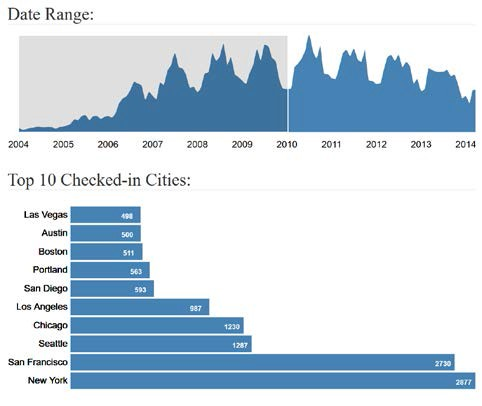 Date Range:
2004 2005 2006 2007 2008 2009 2010 2011 2012 2013 2014
Top 10 Checked-in Cities:
Las Vegas 498
Austin 500
Boston 511
Portland 563
San Diego 593
Los Angeles 987
Chicago 1230
Seattle 1287
San Francisco 2730
New York 2877